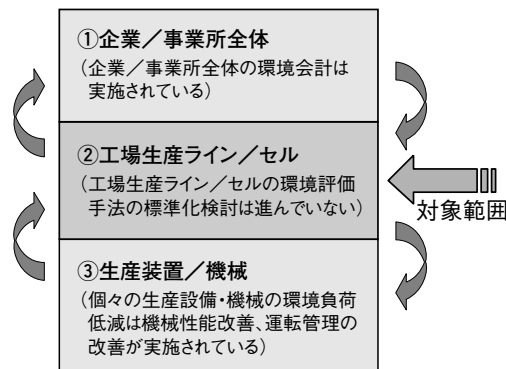 ①企業／事業所全体
（企業／事業所全体の環境会計は
実施されている）
②工場生産ライン／セル
（工場生産ライン／セルの環境評価
手法の標準化検討は進んでいない）
対象範囲
③生産装置／機械
（個々の生産設備・機械の環境負荷
低減は機械性能改善、運転管理の
改善が実施されている）